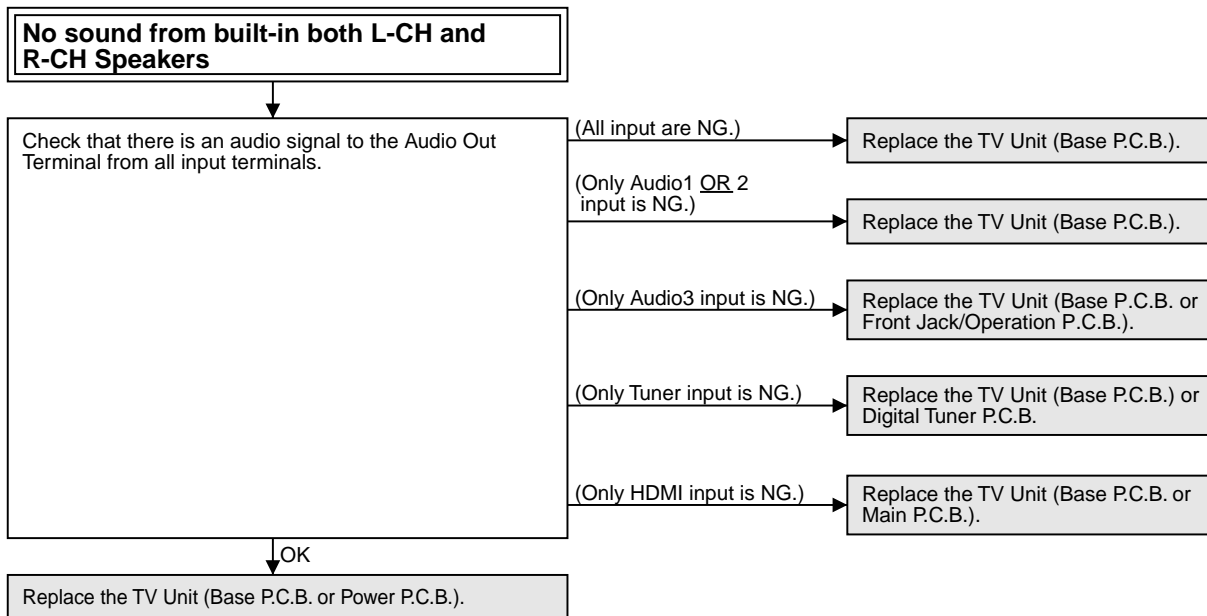 No sound from built-in both L-CH and
R-CH Speakers
Check that there is an audio signal to the Audio Out
Terminal from all input terminals.
(All input are NG.)
Replace the TV Unit (Base P.C.B.).
(Only Audio1 OR 2
input is NG.)
Replace the TV Unit (Base P.C.B.).
(Only Audio3 input is NG.)
Replace the TV Unit (Base P.C.B. or
Front Jack/Operation P.C.B.).
(Only Tuner input is NG.)
Replace the TV Unit (Base P.C.B.) or
Digital Tuner P.C.B.
(Only HDMI input is NG.)
Replace the TV Unit (Base P.C.B. or
Main P.C.B.).
OK
Replace the TV Unit (Base P.C.B. or Power P.C.B.).